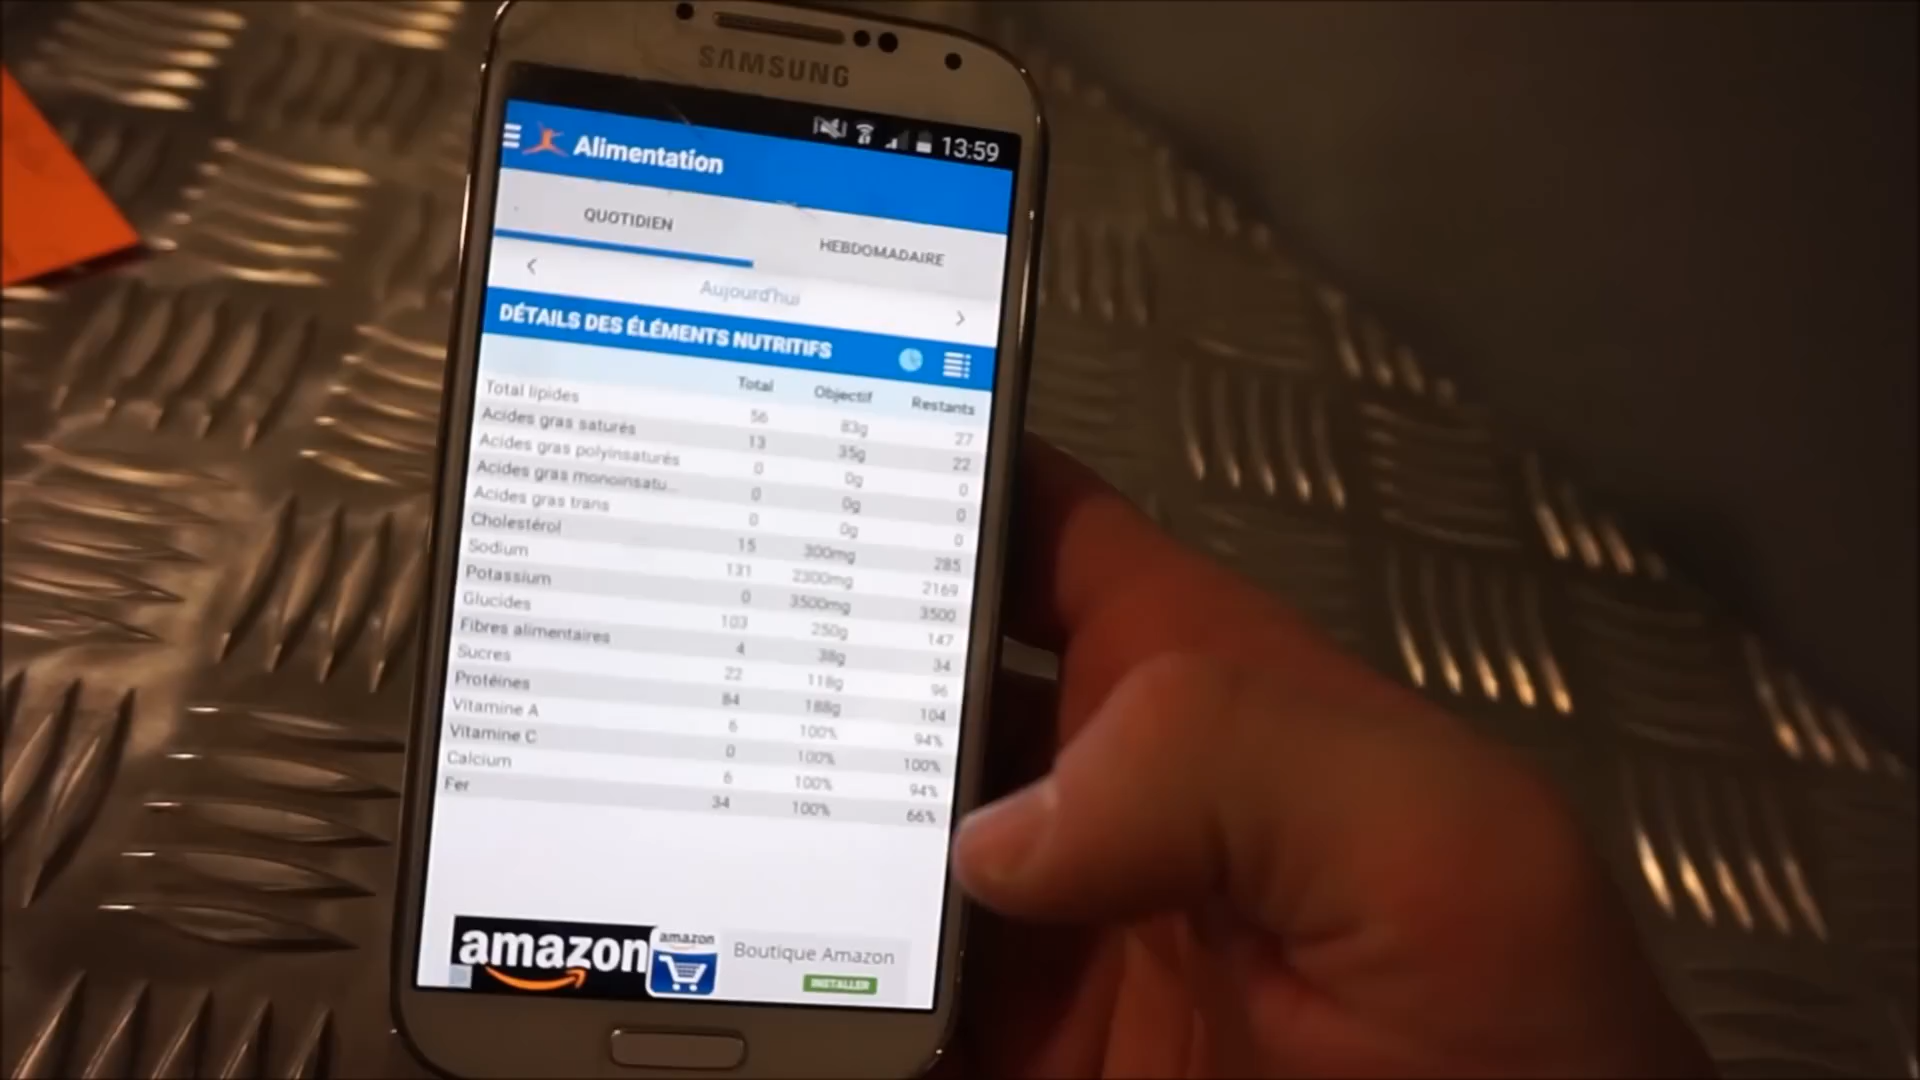 SAMSUNG
13:59
Alimentation
QUOTIDIEN HEBDOMADAIRE
Aujourd'hui
DÉTAILS DES ÉLÉMENTS NUTRITIFS
Total Objectif Restants
Total lipides 56 83g 27
Acides gras saturés 13 35g 22
Acides gras polyinsaturés 0 0g 0
Acides gras monoinsatu... 0 0g 0
Acides gras trans 0 0g 0
Cholestérol 15 300mg 285
Sodium 131 2300mg 2169
Potassium 0 3500mg 3500
Glucides 103 250g 147
Fibres alimentaires 4 38g 34
Sucres 22 118g 96
Protéines 84 188g 104
Vitamine A 6 100% 94%
Vitamine C 0 100% 100%
Calcium 6 100% 94%
Fer 34 100% 66%
amazon amazon Boutique Amazon
INSTALLER